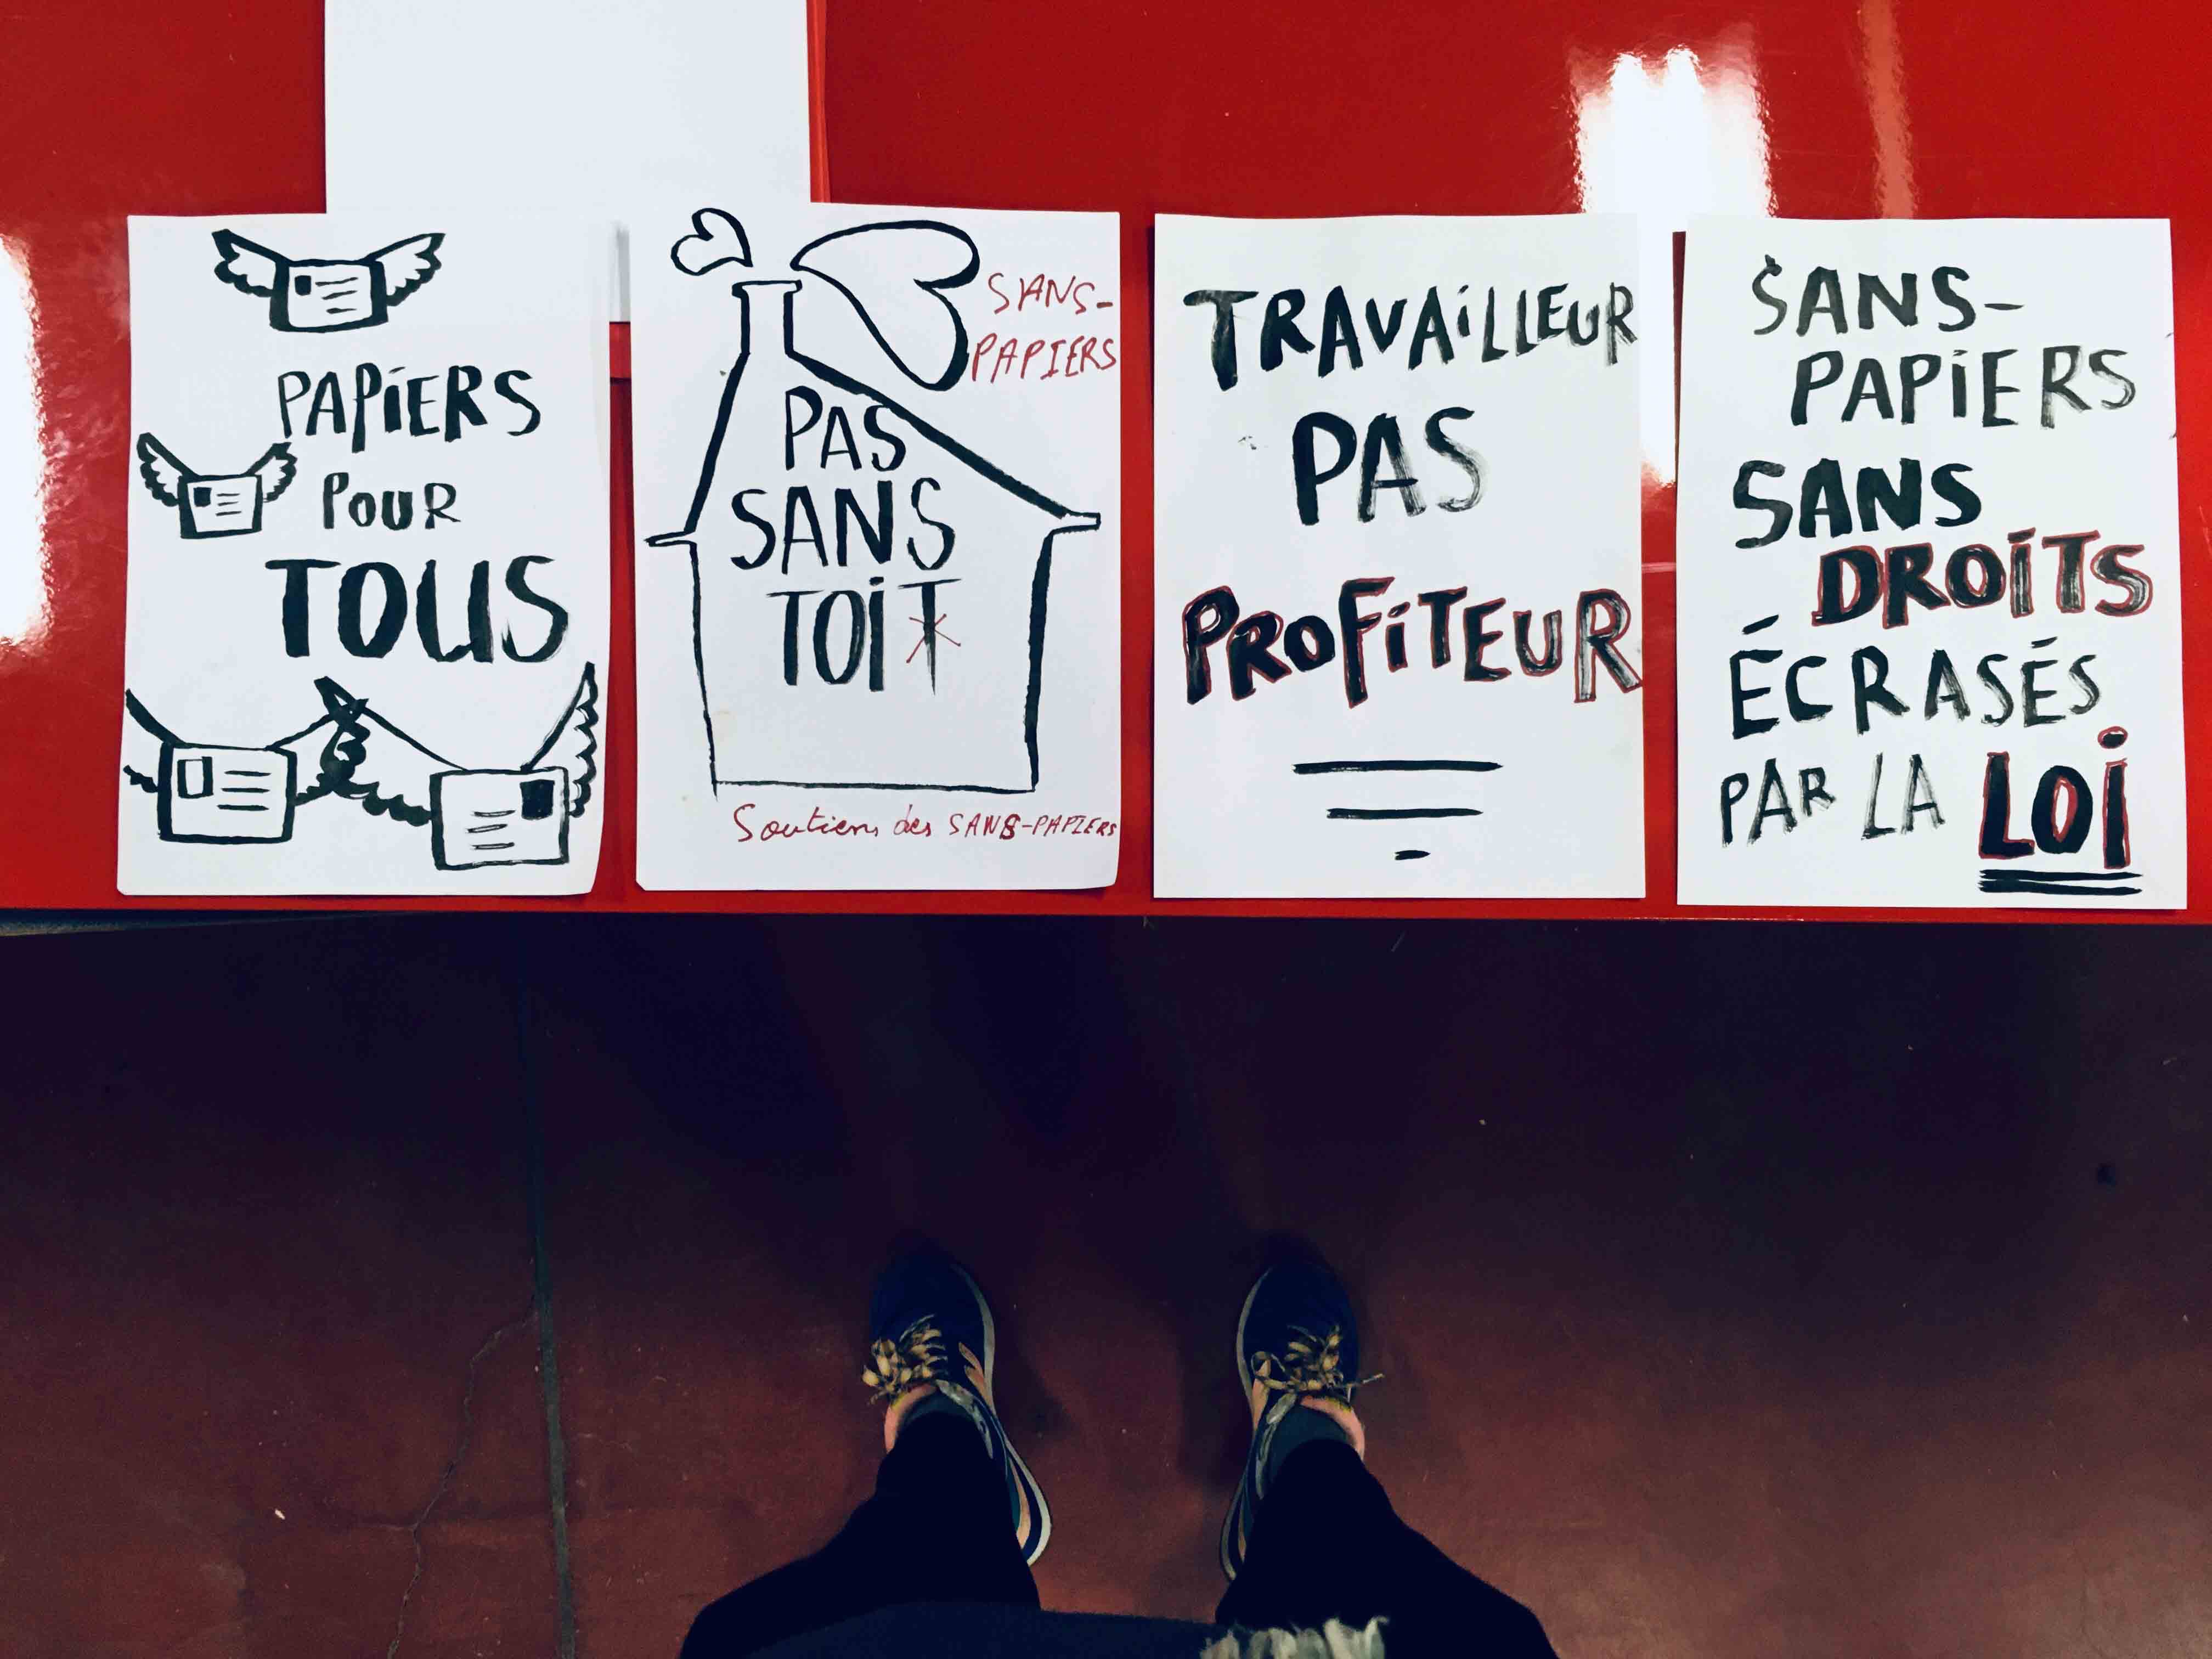 PAPIERS
POUR
TOUS
SANS-
PAPIERS
PAS
SANS
TOIT
Soutiens des SANS-PAPIERS
TRAVAILLEUR
PAS
PROFITEUR
SANS-
PAPIERS
SANS
DROITS
ÉCRASÉS
PAR LA LOI